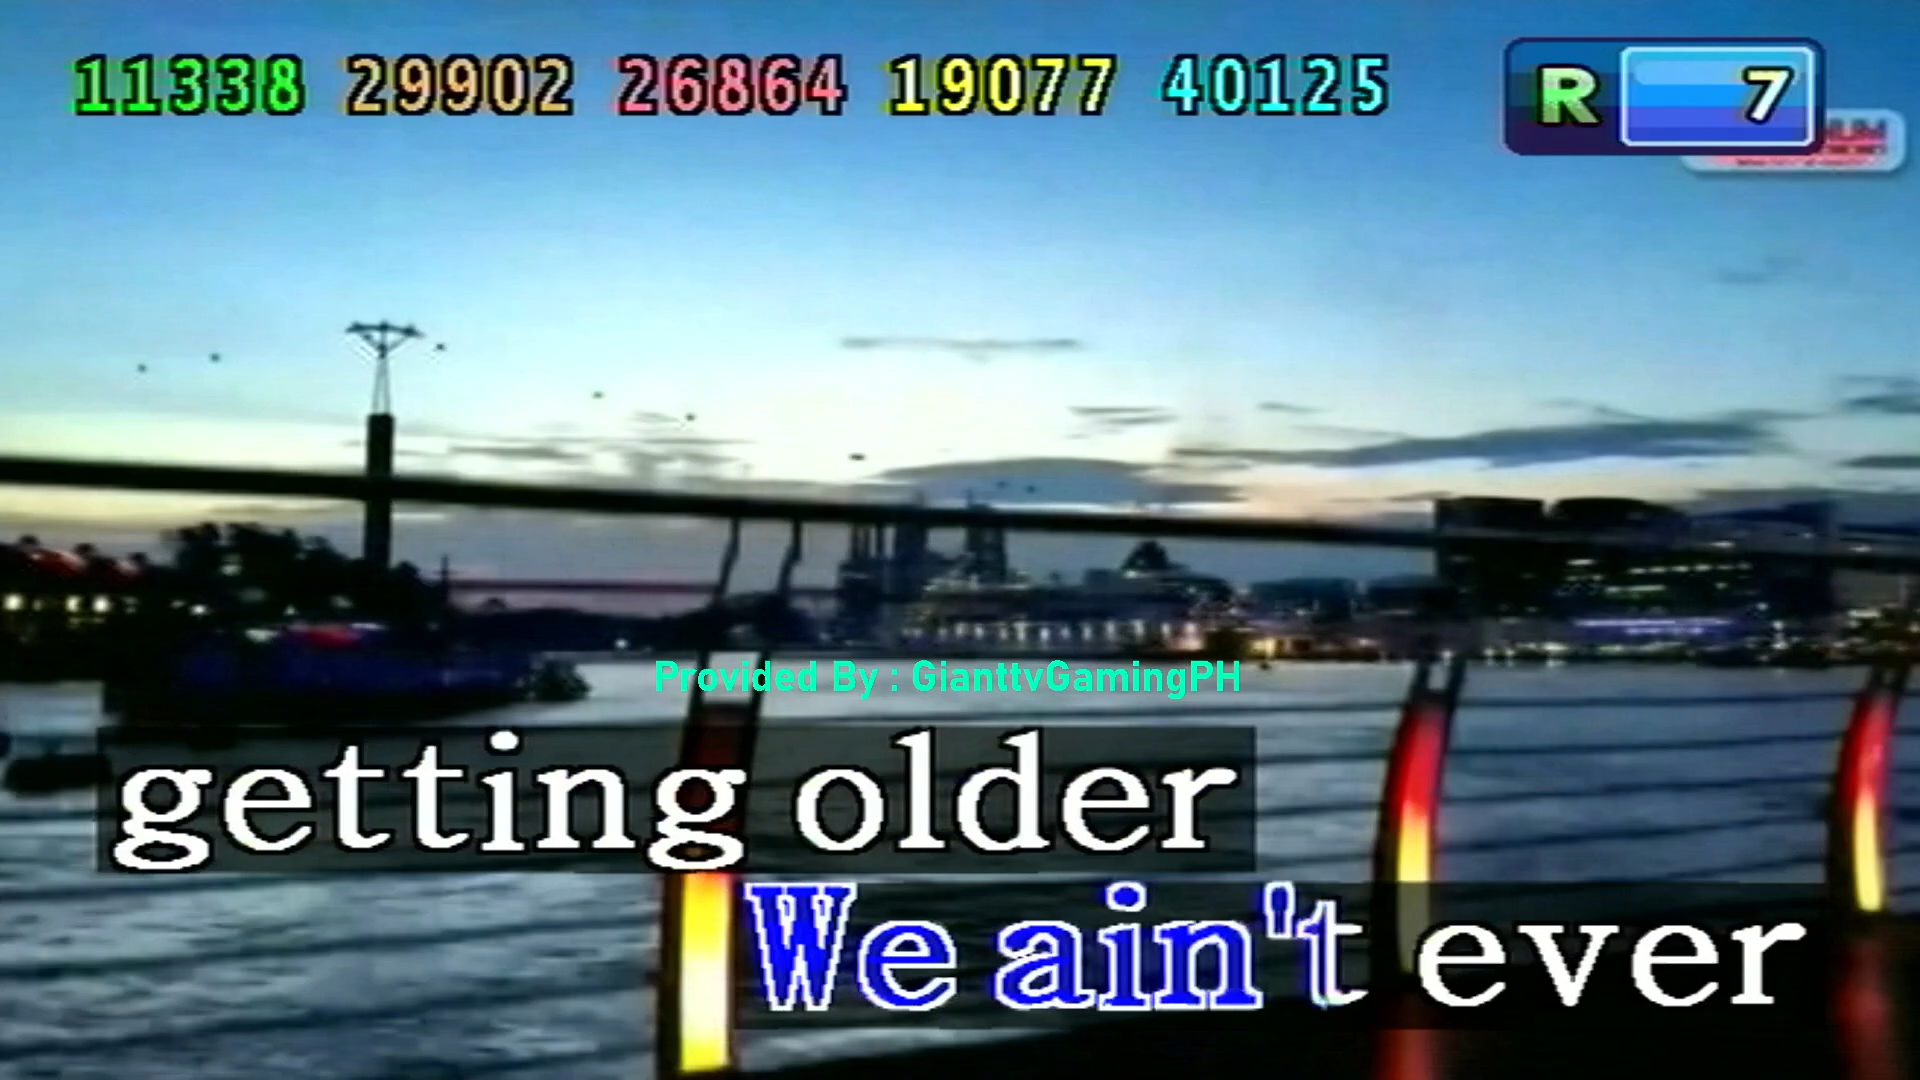 11338 29902 26864 19077 40125 R 7
Provided By : GianttvGamingPH
getting older
We ain't ever